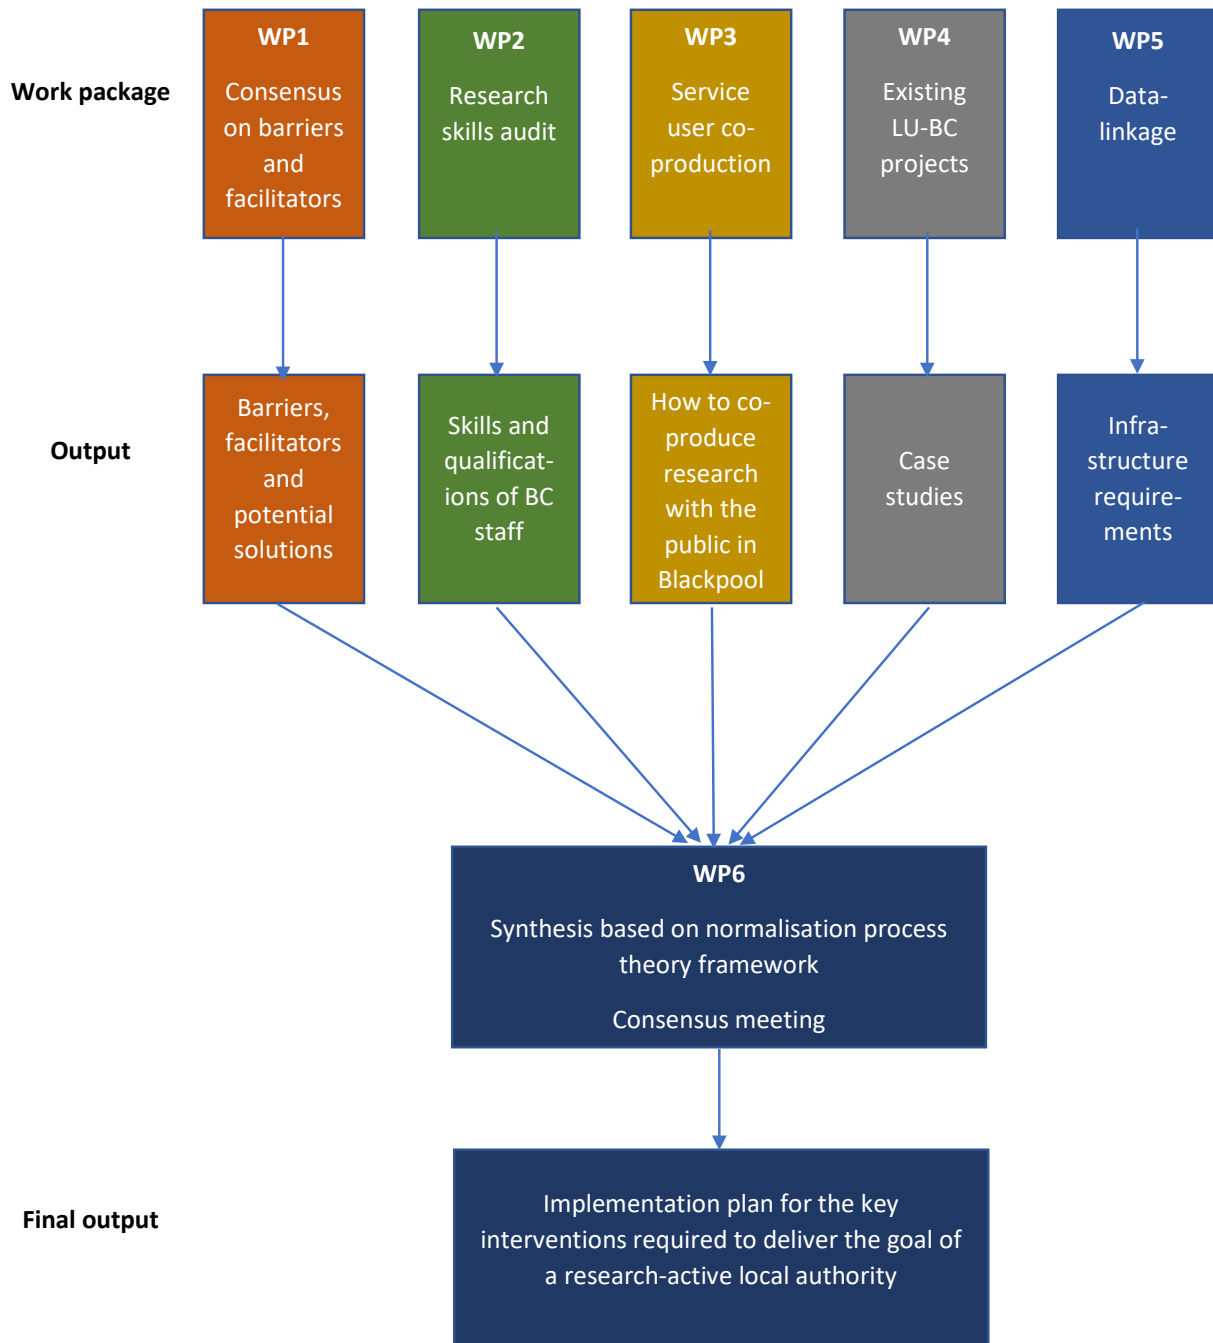 Work package
WP1
Consensus
on barriers
and
facilitators
WP2
Research
skills audit
WP3
Service
user co-
production
WP4
Existing
LU-BC
projects
WP5
Data-
linkage
Output
Barriers,
facilitators
and
potential
solutions
Skills and
qualificat-
ions of BC
staff
How to co-
produce
research
with the
public in
Blackpool
Case
studies
Infra-
structure
require-
ments
WP6
Synthesis based on normalisation process
theory framework
Consensus meeting
Final output
Implementation plan for the key
interventions required to deliver the goal of
a research-active local authority